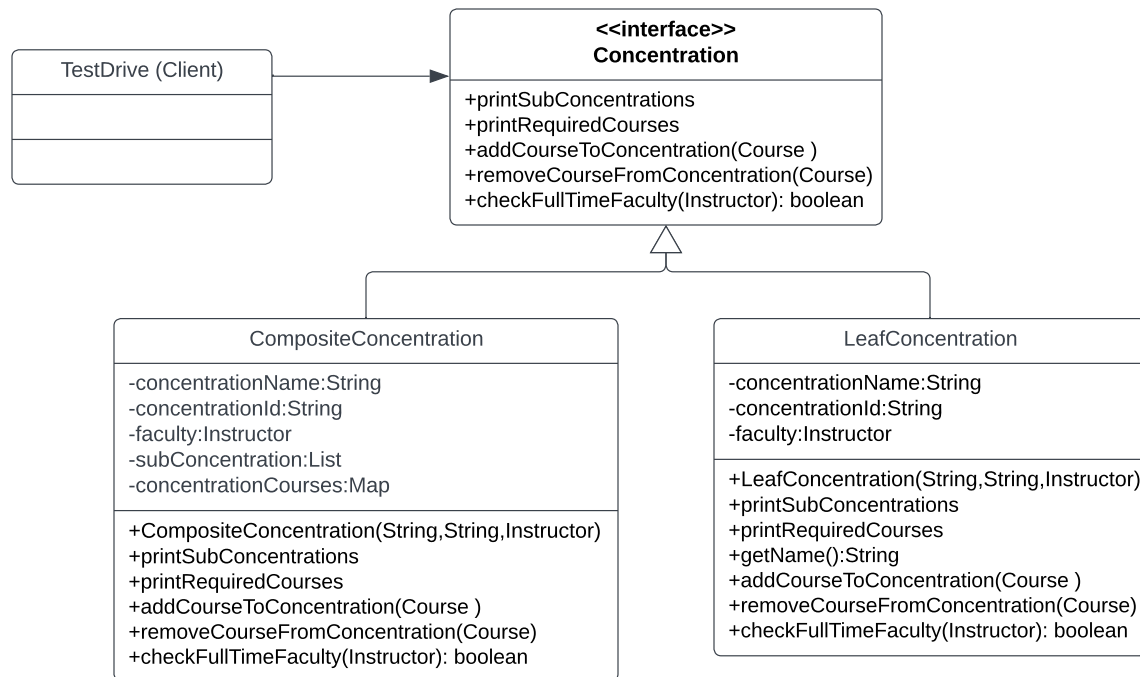 TestDrive (Client)
<<interface>>
Concentration
+printSubConcentrations
+printRequiredCourses
+addCourseToConcentration(Course )
+removeCourseFromConcentration(Course)
+checkFullTimeFaculty(Instructor): boolean
CompositeConcentration
-concentrationName:String
-concentrationId:String
-faculty:Instructor
-subConcentration:List
-concentrationCourses:Map
+CompositeConcentration(String,String,Instructor)
+printSubConcentrations
+printRequiredCourses
+addCourseToConcentration(Course )
+removeCourseFromConcentration(Course)
+checkFullTimeFaculty(Instructor): boolean
LeafConcentration
-concentrationName:String
-concentrationId:String
-faculty:Instructor
+LeafConcentration(String,String,Instructor)
+printSubConcentrations
+printRequiredCourses
+getName():String
+addCourseToConcentration(Course )
+removeCourseFromConcentration(Course)
+checkFullTimeFaculty(Instructor): boolean